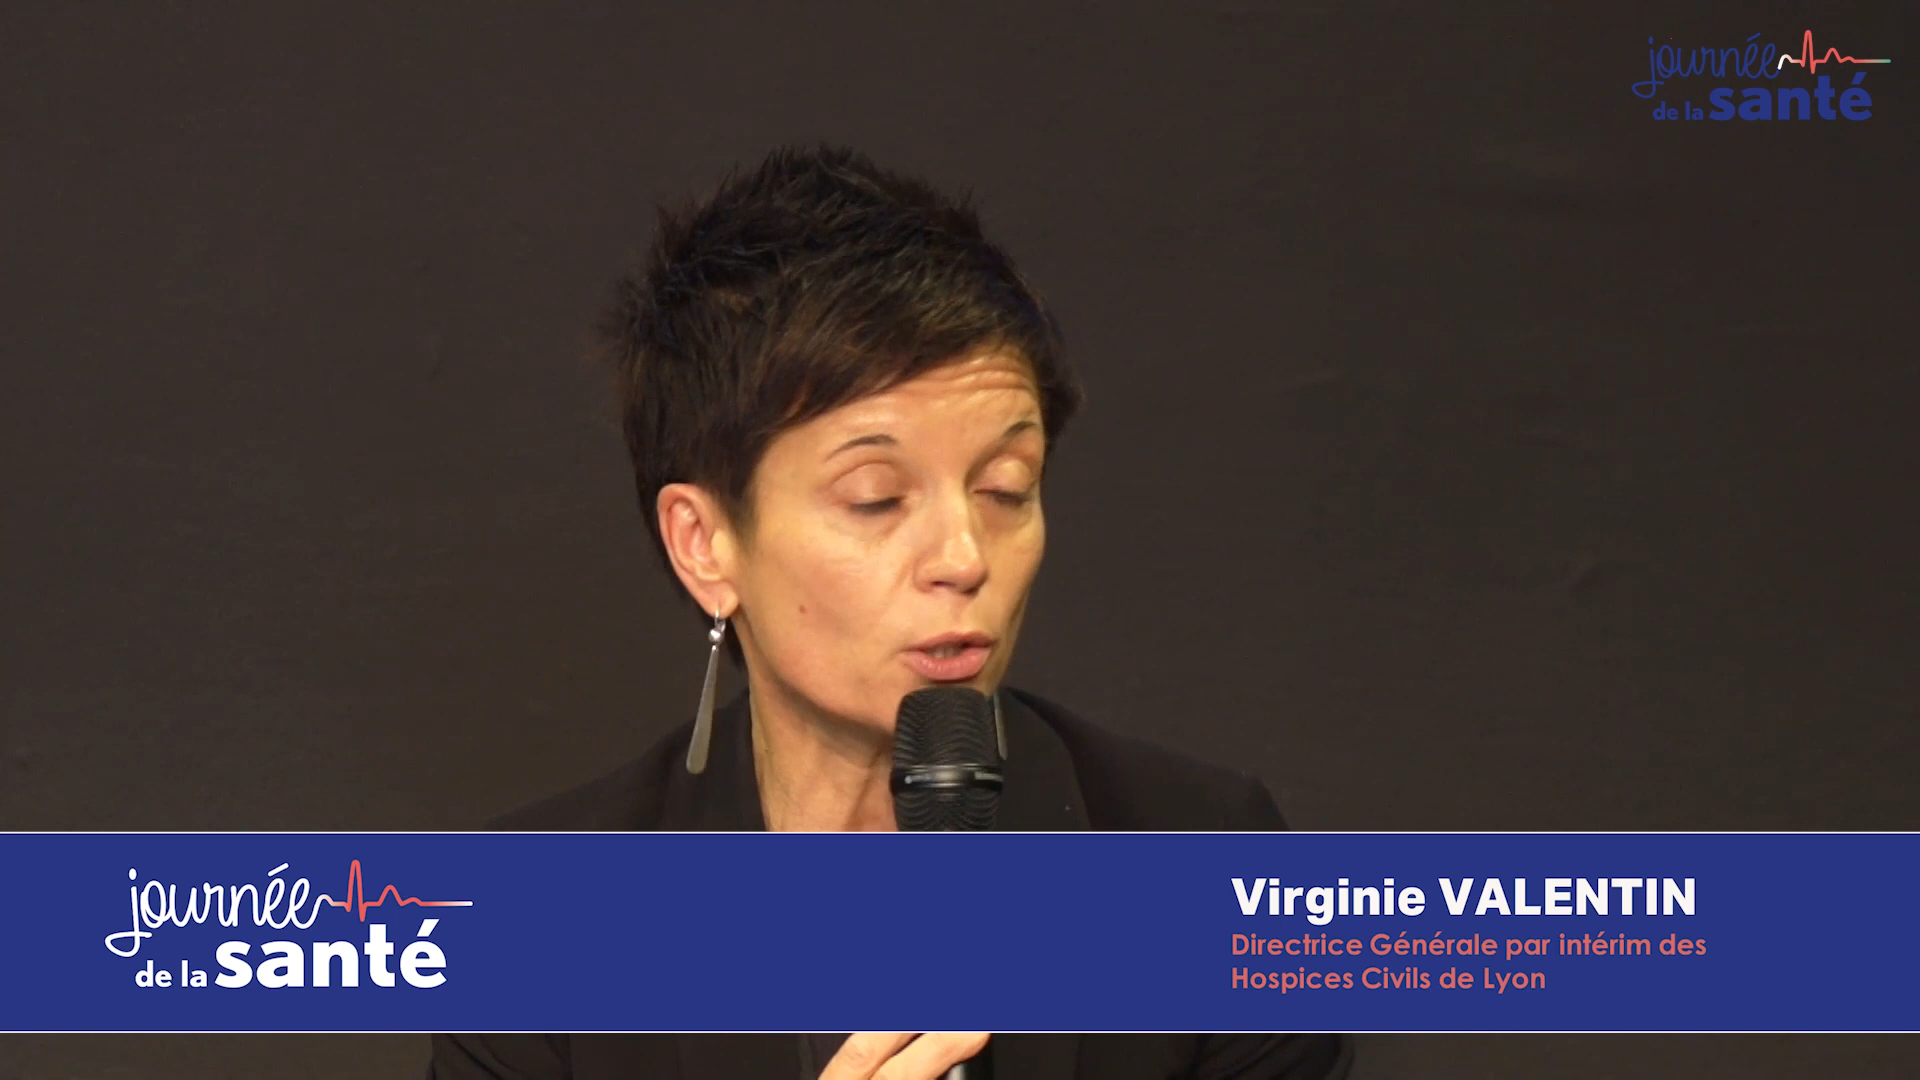 journée
de la santé
journée
de la santé
Virginie VALENTIN
Directrice Générale par intérim des
Hospices Civils de Lyon